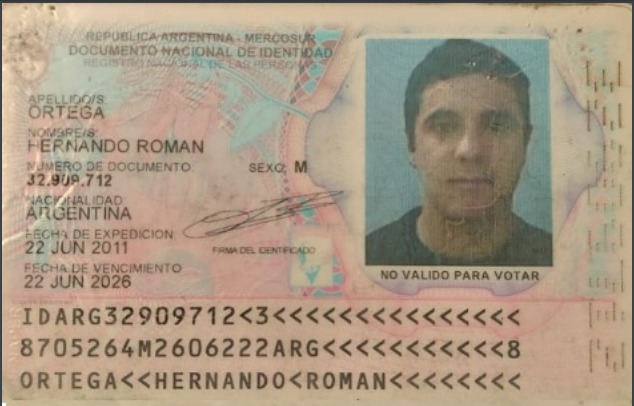 REPÚBLICA ARGENTINA - MERCOSUR
DOCUMENTO NACIONAL DE IDENTIDAD
REGISTRO NACIONAL DE LAS PERSONAS
APELLIDO/S
ORTEGA
NOMBRE/S
HERNANDO ROMAN
NUMERO DE DOCUMENTO SEXO M
32.909.712
NACIONALIDAD
ARGENTINA
FECHA DE EXPEDICION
22 JUN 2011
FIRMA DEL IDENTIFICADO
FECHA DE VENCIMIENTO
22 JUN 2026
NO VALIDO PARA VOTAR
IDARG32909712<3<<<<<<<<<<<<<<<
8705264M2606222ARG<<<<<<<<<<<8
ORTEGA<<HERNANDO<ROMAN<<<<<<<<